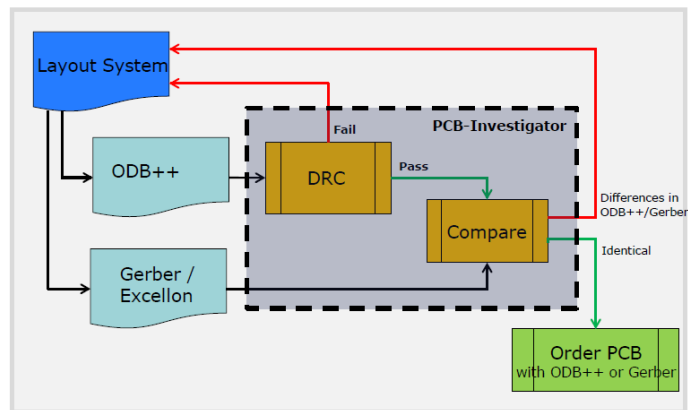 Layout System
PCB-Investigator
Fail
ODB++
DRC
Pass
Differences in
ODB++/Gerber
Compare
Identical
Gerber /
Excellon
Order PCB
with ODB++ or Gerber